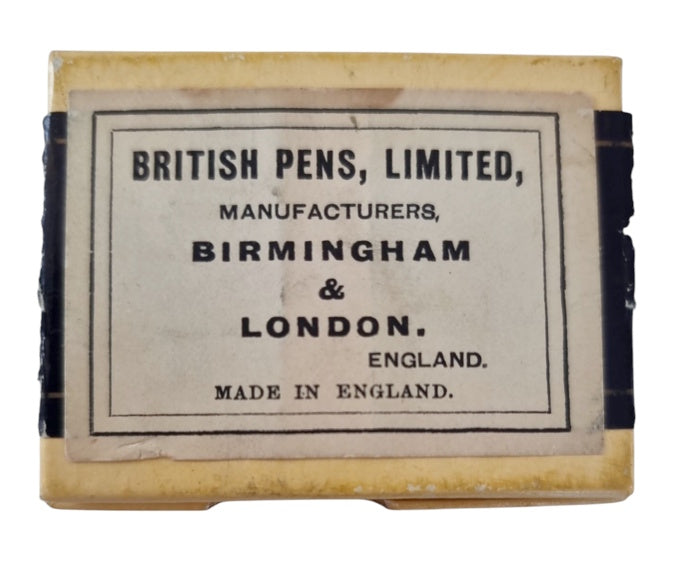 BRITISH PENS, LIMITED,
MANUFACTURERS,
BIRMINGHAM
&
LONDON.
ENGLAND.
MADE IN ENGLAND.